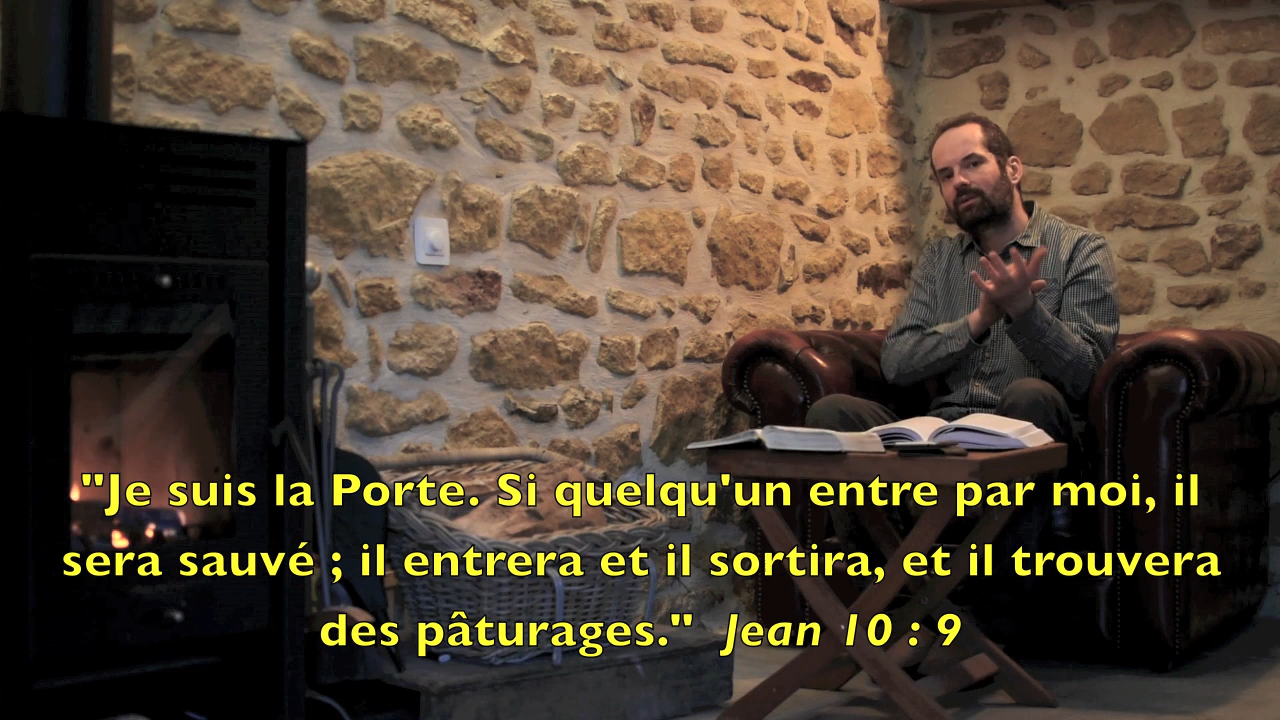 "Je suis la Porte. Si quelqu'un entre par moi, il
sera sauvé ; il entrera et il sortira, et il trouvera
des pâturages." Jean 10 : 9